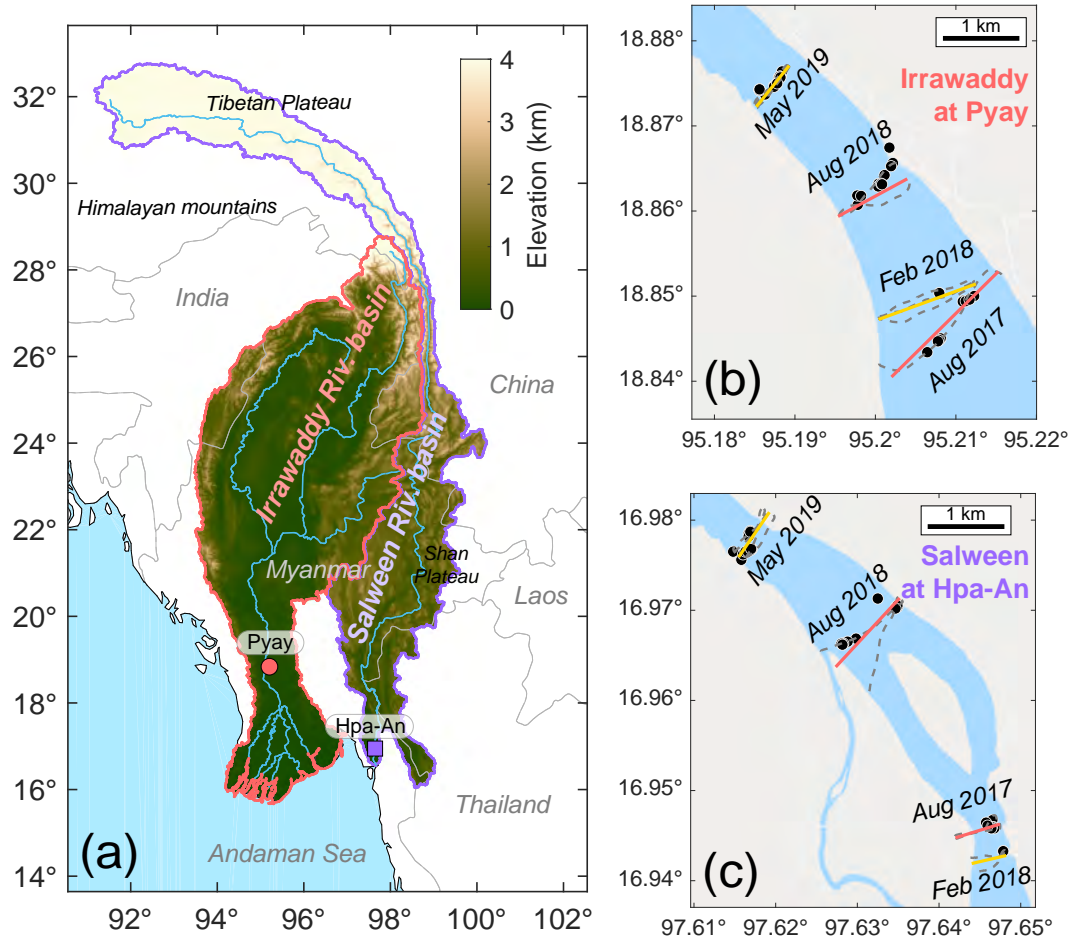 32°
30°
28°
26°
24°
22°
20°
18°
16°
14°
92°
94°
96°
98°
100°
102°
Tibetan Plateau
Himalayan mountains
India
China
Irrawaddy Riv. basin
Salween Riv. basin
Myanmar
Shan
Plateau
Laos
Pyay
Hpa-An
Thailand
Andaman Sea
(a)
4
3
2
1
0
Elevation (km)
18.88°
18.87°
18.86°
18.85°
18.84°
95.18°
95.19°
95.2°
95.21°
95.22°
1 km
Irrawaddy
at Pyay
May 2019
Aug 2018
Feb 2018
Aug 2017
(b)
16.98°
16.97°
16.96°
16.95°
16.94°
97.61°
97.62°
97.63°
97.64°
97.65°
1 km
Salween
at Hpa-An
May 2019
Aug 2018
Aug 2017
Feb 2018
(c)